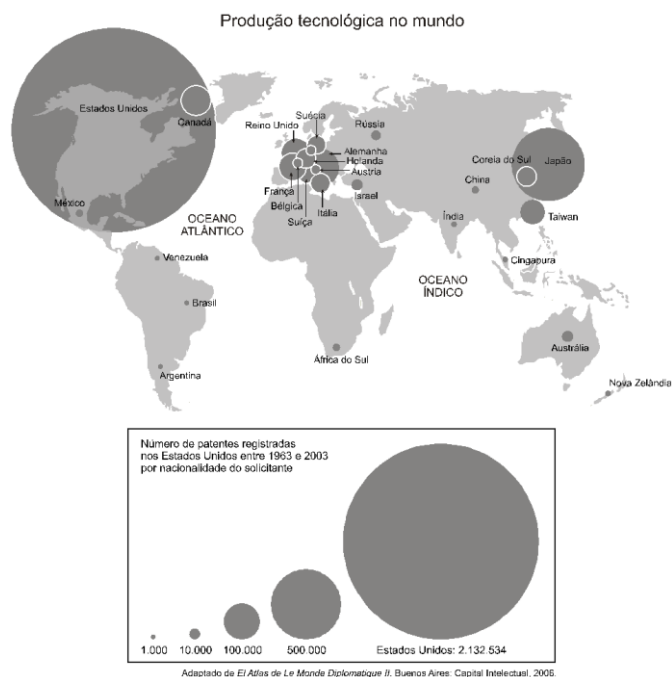 Produção tecnológica no mundo
Estados Unidos
Canadá
México
OCEANO
ATLÂNTICO
Reino Unido
Suécia
Rússia
Alemanha
Holanda
Austria
França
Bélgica
Suíça
Itália
Israel
China
Coreia do Sul
Japão
Índia
Taiwan
Cingapura
OCEANO
ÍNDICO
Venezuela
Brasil
Argentina
África do Sul
Austrália
Nova Zelândia
Número de patentes registradas
nos Estados Unidos entre 1963 e 2003
por nacionalidade do solicitante
1.000 10.000 100.000 500.000 Estados Unidos: 2.132.534
Adaptado de El Atlas de Le Monde Diplomatique II. Buenos Aires: Capital Intelectual, 2006.